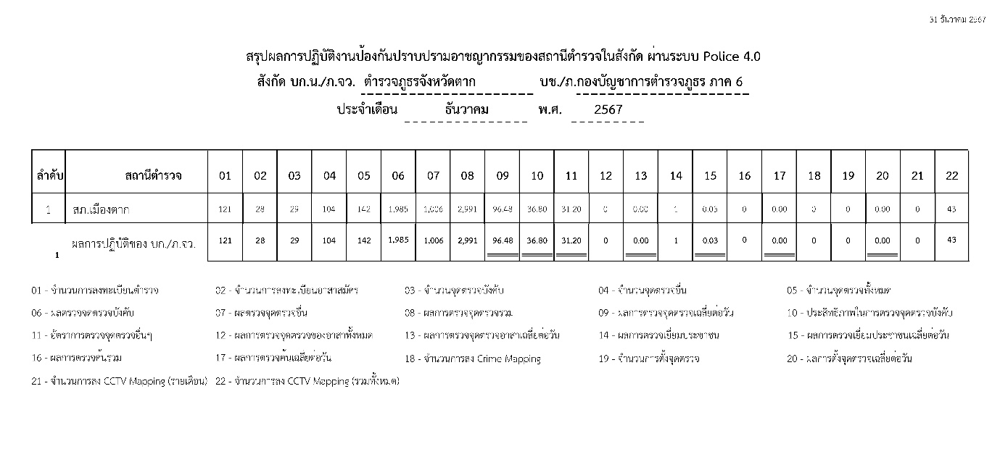 31 ธันวาคม 2567
สรุปผลการปฏิบัติงานป้องกันปราบปรามอาชญากรรมของสถานีตำรวจในสังกัด ผ่านระบบ Police 4.0
สังกัด บก.น./ภ.จว. ตำรวจภูธรจังหวัดตาก บช./ภ.กองบัญชาการตำรวจภูธร ภาค 6
ประจำเดือน ธันวาคม พ.ศ. 2567
ลำดับ สถานีตำรวจ 01 02 03 04 05 06 07 08 09 10 11 12 13 14 15 16 17 18 19 20 21 22
1 สภ.เมืองตาก 121 28 29 104 142 1,985 1,006 2,991 96.48 36.80 31.20 0 0.00 1 0.03 0 0.00 0 0 0.00 0 43
1 ผลการปฏิบัติของ บก./ภ.จว. 121 28 29 104 142 1,985 1,006 2,991 96.48 36.80 31.20 0 0.00 1 0.03 0 0.00 0 0 0.00 0 43
01 - จำนวนการลงทะเบียนตำรวจ 02 - จำนวนการลงทะเบียนอาสาสมัคร 03 - จำนวนจุดตรวจบังคับ 04 - จำนวนจุดตรวจอื่น 05 - จำนวนจุดตรวจทั้งหมด
06 - ผลตรวจจุดตรวจบังคับ 07 - ผลตรวจจุดตรวจอื่น 08 - ผลการตรวจจุดตรวจรวม 09 - ผลการตรวจจุดตรวจเฉลี่ยต่อวัน 10 - ประสิทธิภาพในการตรวจจุดตรวจบังคับ
11 - อัตราการตรวจจุดตรวจอื่นๆ 12 - ผลการตรวจจุดตรวจของอาสาทั้งหมด 13 - ผลการตรวจจุดตรวจอาสาเฉลี่ยต่อวัน 14 - ผลการตรวจเยี่ยมประชาชน 15 - ผลการตรวจเยี่ยมประชาชนเฉลี่ยต่อวัน
16 - ผลการตรวจค้นรวม 17 - ผลการตรวจค้นเฉลี่ยต่อวัน 18 - จำนวนการลง Crime Mapping 19 - จำนวนการตั้งจุดตรวจ 20 - ผลการตั้งจุดตรวจเฉลี่ยต่อวัน
21 - จำนวนการลง CCTV Mapping (รายเดือน) 22 - จำนวนการลง CCTV Mapping (รวมทั้งหมด)